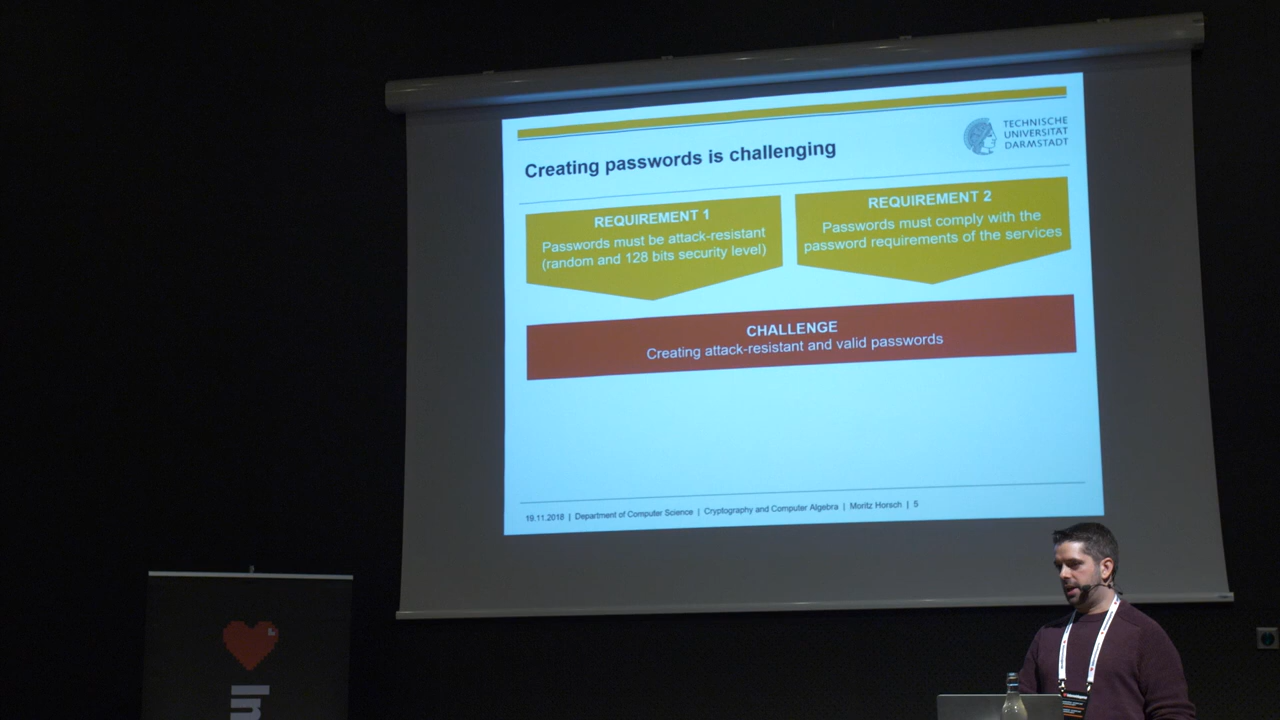 TECHNISCHE
UNIVERSITÄT
DARMSTADT
Creating passwords is challenging
REQUIREMENT 1
Passwords must be attack-resistant
(random and 128 bits security level)
REQUIREMENT 2
Passwords must comply with the
password requirements of the services
CHALLENGE
Creating attack-resistant and valid passwords
19.11.2018 | Department of Computer Science | Cryptography and Computer Algebra | Moritz Horsch | 5